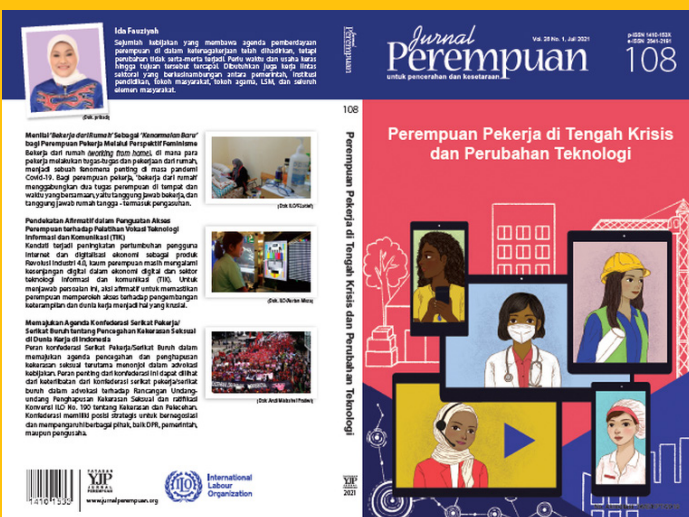 Ida Fauziyah
Sejumlah kebijakan yang membawa agenda pemberdayaan
perempuan di dalam ketenagakerjaan telah dihadirkan, tetapi
perubahan tidak serta-merta terjadi. Perlu waktu dan usaha keras
hingga tujuan tersebut tercapai. Dibutuhkan juga kerja lintas
sektoral yang berkesinambungan antara pemerintah, institusi
pendidikan, tokoh masyarakat, tokoh agama, LSM, dan seluruh
elemen masyarakat.
(Dok. pribadi)
Menilai 'Bekerja dari Rumah' Sebagai 'Kenormalan Baru'
bagi Perempuan Pekerja Melalui Perspektif Feminisme
Bekerja dari rumah (working from home), di mana para
pekerja melakukan tugas-tugas dan pekerjaan dari rumah,
menjadi sebuah fenomena penting di masa pandemi
Covid-19. Bagi perempuan pekerja, 'bekerja dari rumah'
menggabungkan dua tugas perempuan di tempat dan
waktu yang bersamaan, yaitu tanggung jawab bekerja, dan
tanggung jawab rumah tangga - termasuk pengasuhan.
Pendekatan Afirmatif dalam Penguatan Akses
Perempuan terhadap Pelatihan Vokasi Teknologi
Informasi dan Komunikasi (TIK)
Kendati terjadi peningkatan pertumbuhan pengguna
internet dan digitalisasi ekonomi sebagai produk
Revolusi Industri 4.0, kaum perempuan masih mengalami
kesenjangan digital dalam ekonomi digital dan sektor
teknologi informasi dan komunikasi (TIK). Untuk
menjawab persoalan ini, aksi afirmatif untuk memastikan
perempuan memperoleh akses terhadap pengembangan
keterampilan dan dunia kerja menjadi hal yang krusial.
Memajukan Agenda Konfederasi Serikat Pekerja/
Serikat Buruh tentang Pencegahan Kekerasan Seksual
di Dunia Kerja di Indonesia
Peran konfederasi Serikat Pekerja/Serikat Buruh dalam
memajukan agenda pencegahan dan penghapusan
kekerasan seksual terutama menonjol dalam advokasi
kebijakan. Peran penting dari konfederasi ini dapat dilihat
dari keterlibatan dari konfederasi serikat pekerja/serikat
buruh dalam advokasi terhadap Rancangan Undang-
undang Penghapusan Kekerasan Seksual dan ratifikasi
Konvensi ILO No. 190 tentang Kekerasan dan Pelecehan.
Konfederasi memiliki posisi strategis untuk bernegosiasi
dan mempengaruhi berbagai pihak, baik DPR, pemerintah,
maupun pengusaha.
YAYASAN
YJP
JURNAL
PEREMPUAN
www.jurnalperempuan.org
International
Labour
Organization
Jurnal
Perempuan
108
Perempuan Pekerja di Tengah Krisis dan Perubahan Teknologi
YJP
2021
Jurnal
Perempuan
untuk pencerahan dan kesetaraan
Vol. 26 No. 1, Juli 2021
p-ISSN 1410-153X
e-ISSN 2541-2191
108
Perempuan Pekerja di Tengah Krisis
dan Perubahan Teknologi